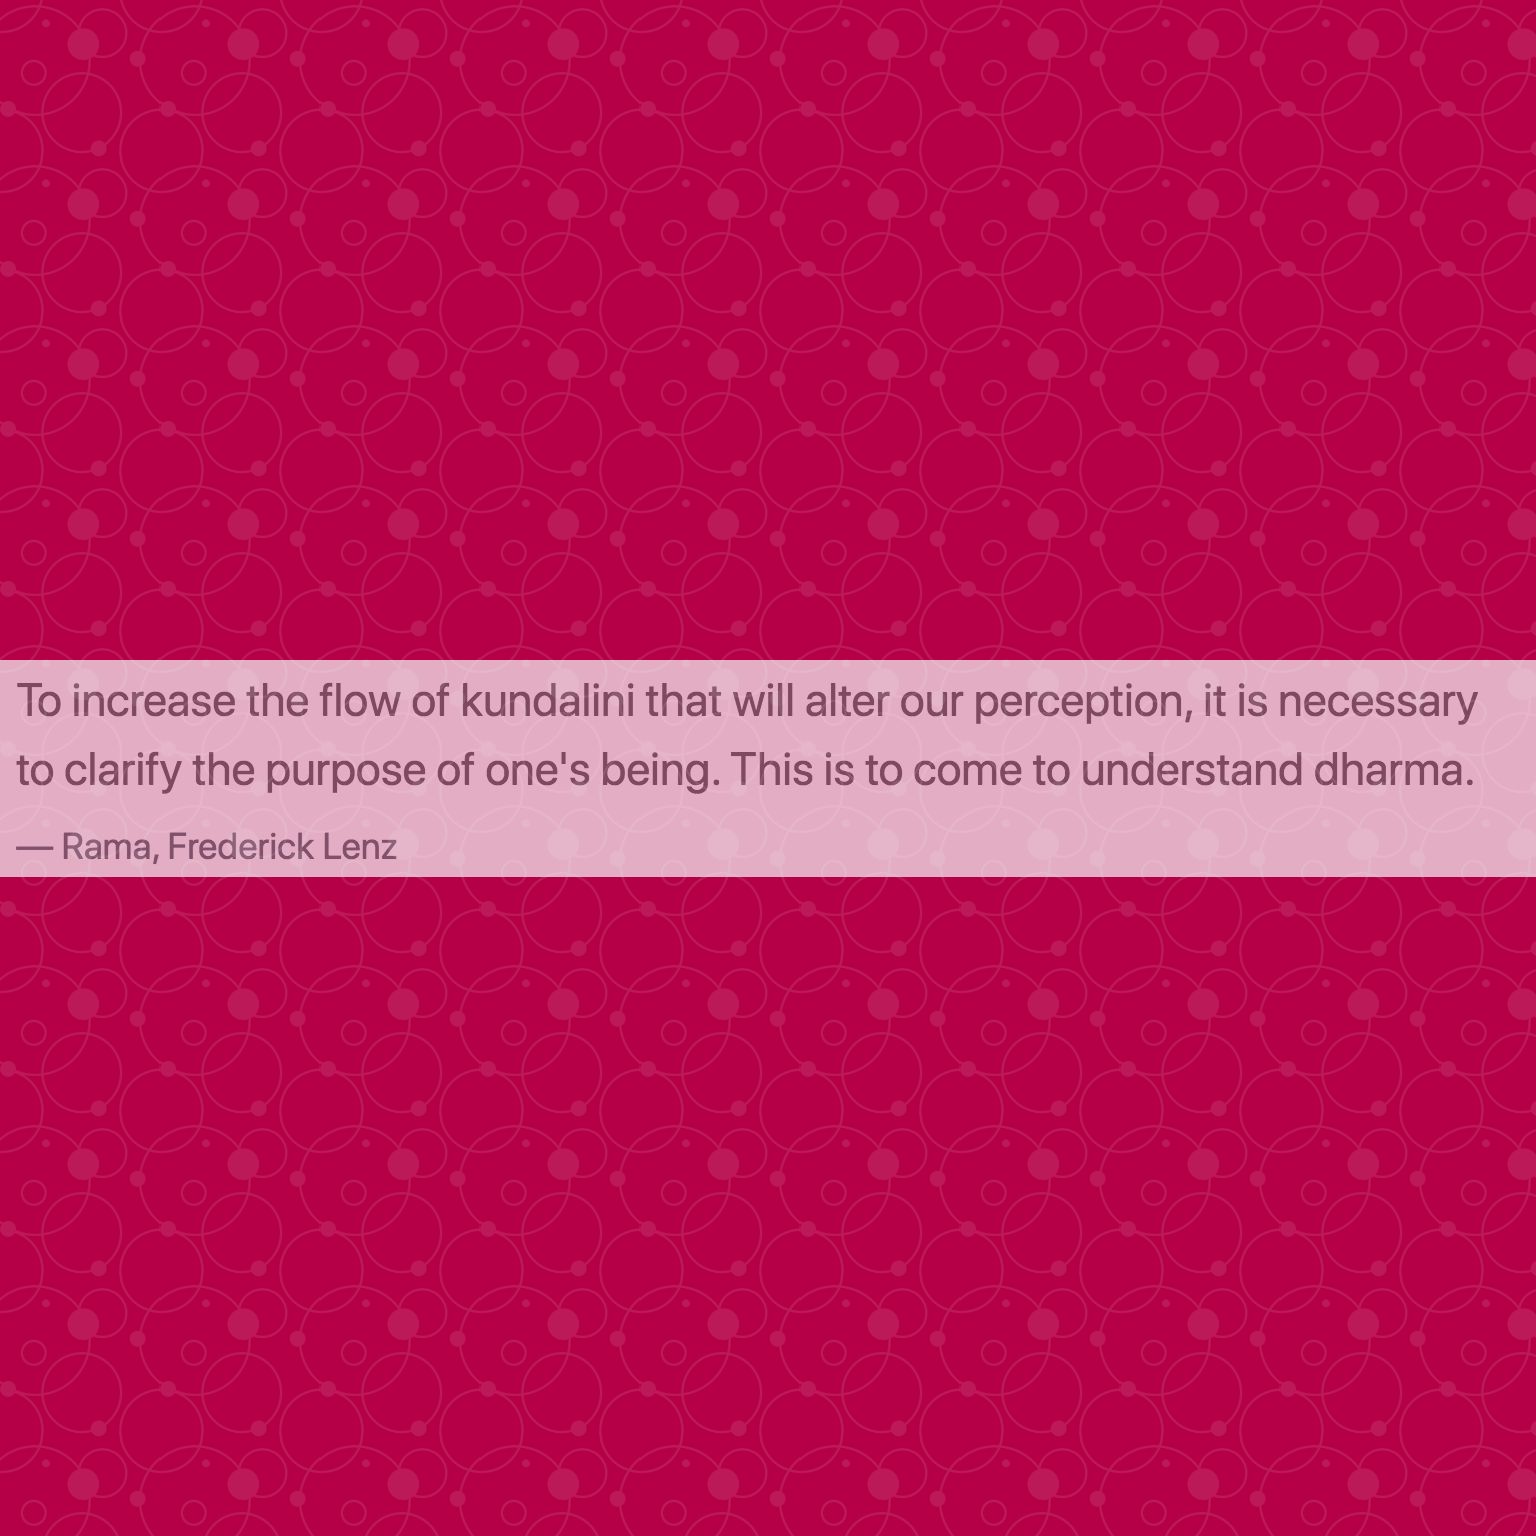 To increase the flow of kundalini that will alter our perception, it is necessary
to clarify the purpose of one's being. This is to come to understand dharma.
— Rama, Frederick Lenz